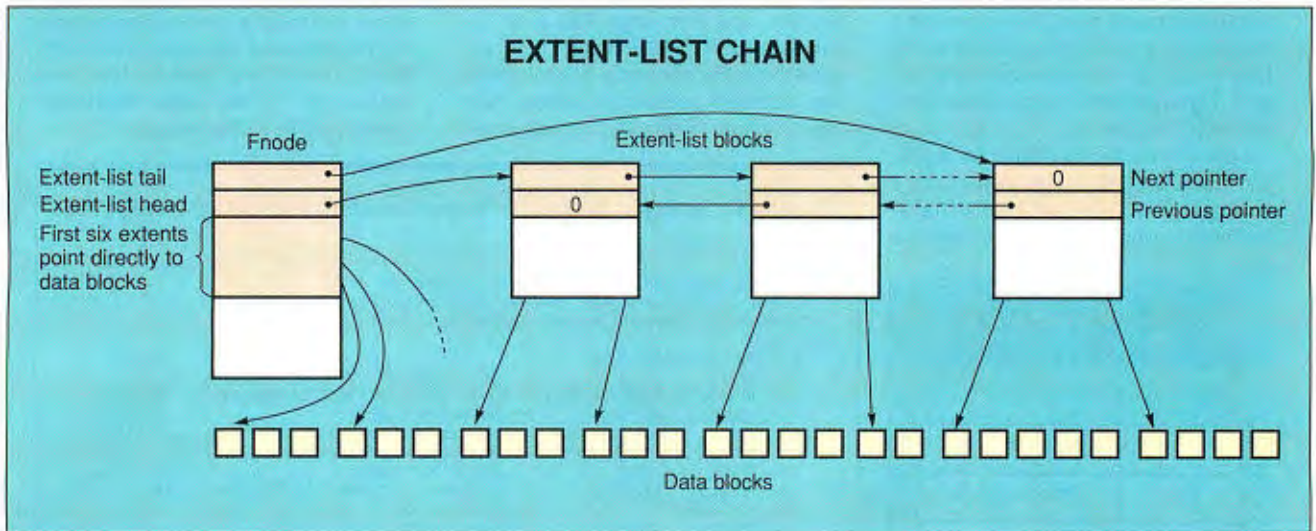 EXTENT-LIST CHAIN
Fnode
Extent-list blocks
Extent-list tail
Extent-list head
First six extents
point directly to
data blocks
0
0
Next pointer
Previous pointer
Data blocks